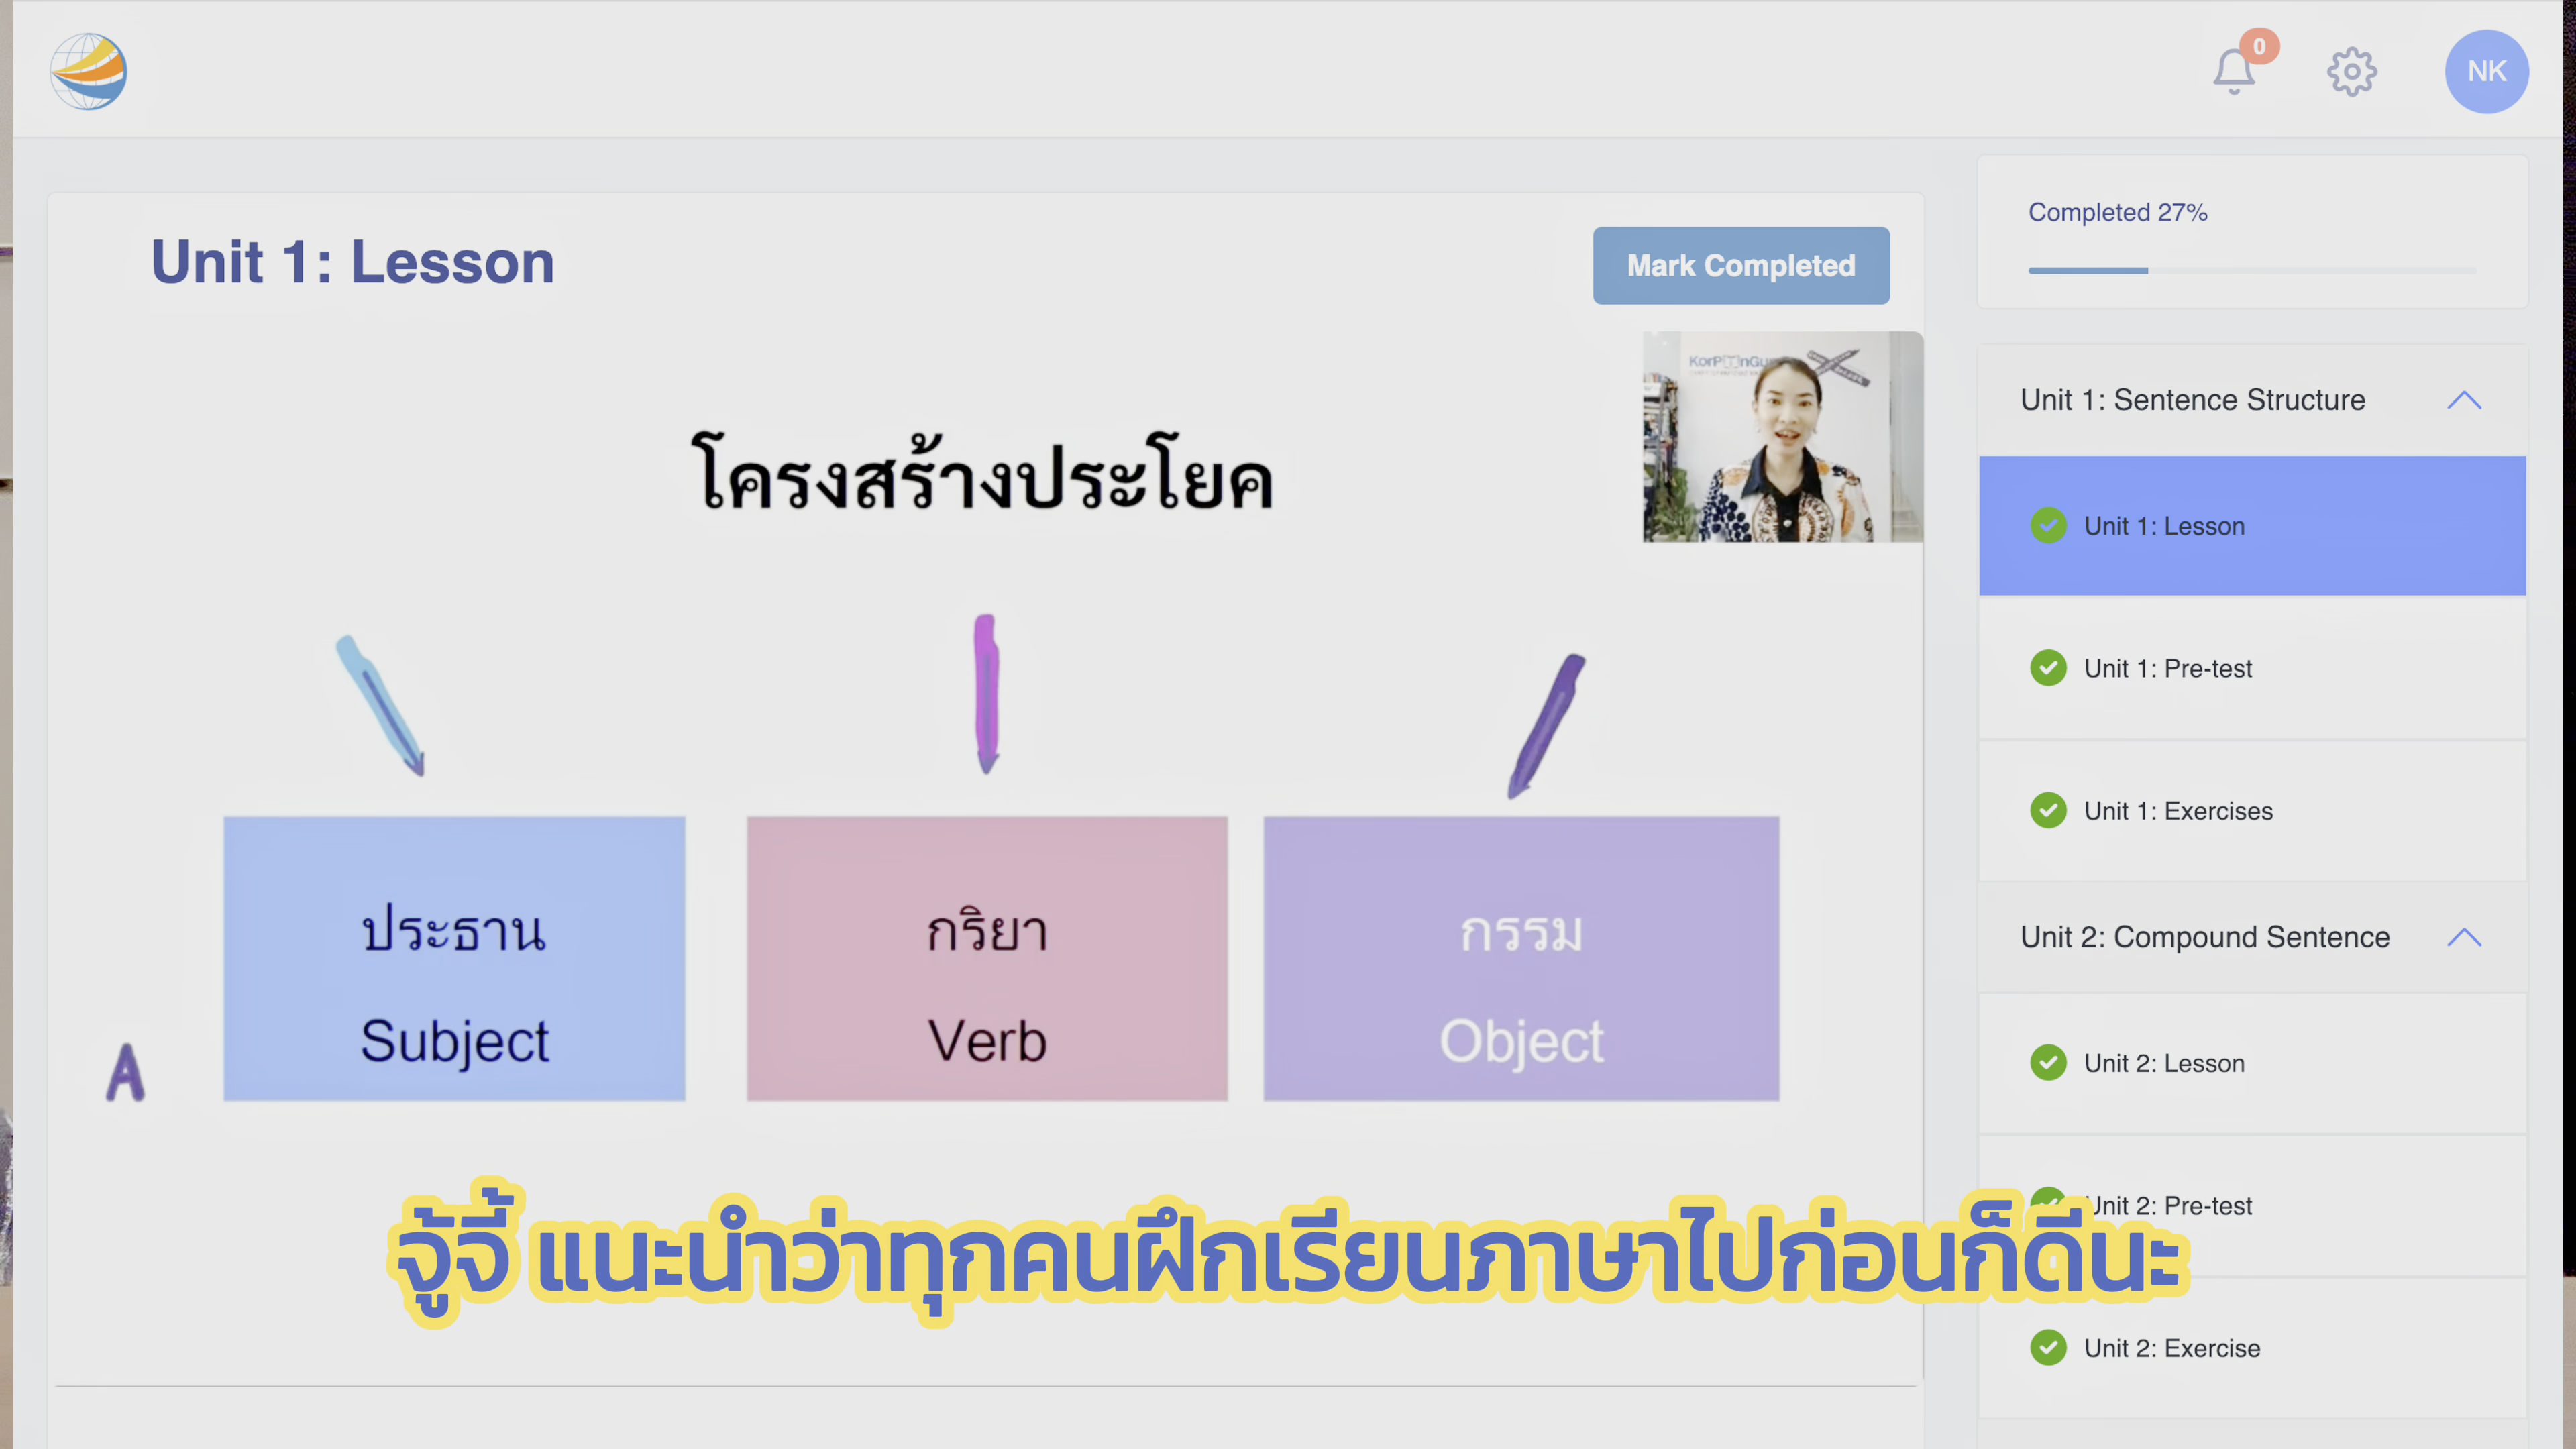 0
NK
Unit 1: Lesson
Mark Completed
โครงสร้างประโยค
ประธาน
Subject
กริยา
Verb
กรรม
Object
A
จู้จี้ แนะนำว่าทุกคนฝึกเรียนภาษาไปก่อนก็ดีนะ
Completed 27%
Unit 1: Sentence Structure
Unit 1: Lesson
Unit 1: Pre-test
Unit 1: Exercises
Unit 2: Compound Sentence
Unit 2: Lesson
Unit 2: Pre-test
Unit 2: Exercise